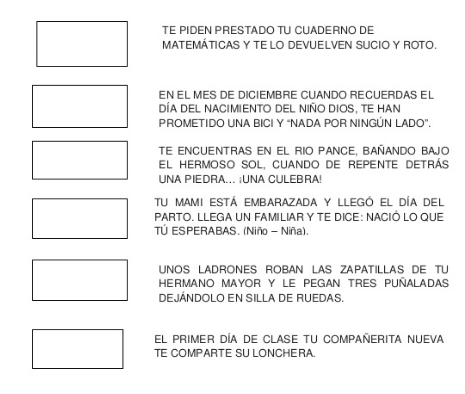 TE PIDEN PRESTADO TU CUADERNO DE
MATEMÁTICAS Y TE LO DEVUELVEN SUCIO Y ROTO.
EN EL MES DE DICIEMBRE CUANDO RECUERDAS EL
DÍA DEL NACIMIENTO DEL NIÑO DIOS, TE HAN
PROMETIDO UNA BICI Y “NADA POR NINGÚN LADO”.
TE ENCUENTRAS EN EL RIO PANCE, BAÑANDO BAJO
EL HERMOSO SOL, CUANDO DE REPENTE DETRÁS
UNA PIEDRA… ¡UNA CULEBRA!
TU MAMI ESTÁ EMBARAZADA Y LLEGÓ EL DÍA DEL
PARTO. LLEGA UN FAMILIAR Y TE DICE: NACIÓ LO QUE
TÚ ESPERABAS. (Niño – Niña).
UNOS LADRONES ROBAN LAS ZAPATILLAS DE TU
HERMANO MAYOR Y LE PEGAN TRES PUÑALADAS
DEJÁNDOLO EN SILLA DE RUEDAS.
EL PRIMER DÍA DE CLASE TU COMPAÑERITA NUEVA
TE COMPARTE SU LONCHERA.